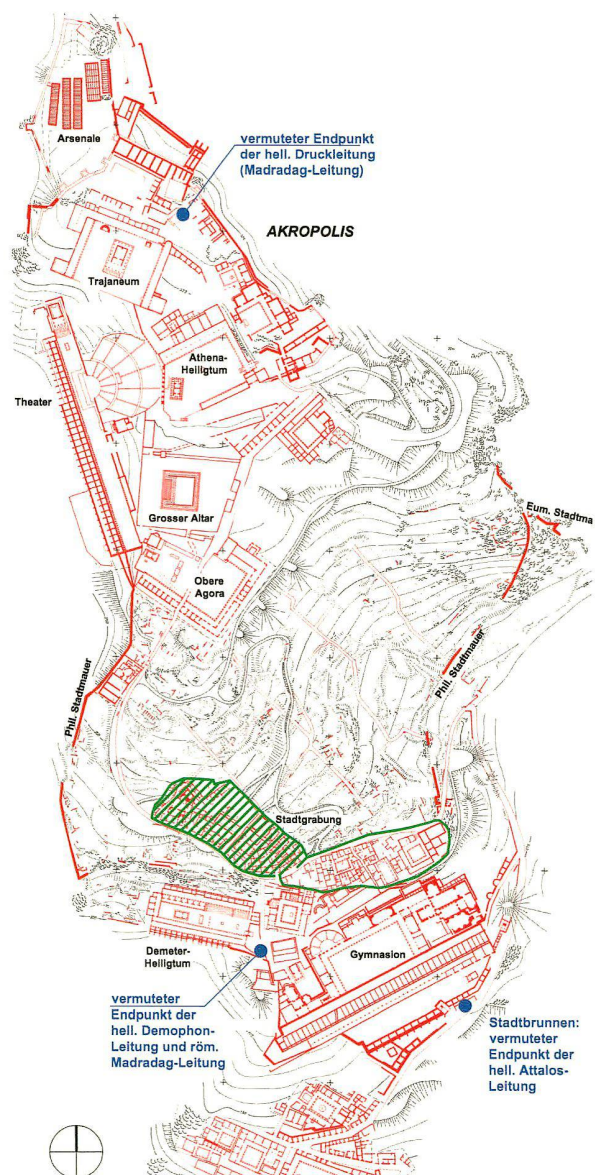 Arsenale
vermuteter Endpunkt
der hell. Druckleitung
(Madradag-Leitung)
AKROPOLIS
Trajaneum
Athena-
Heiligtum
Theater
Grosser Altar
Eum. Stadtma
Obere
Agora
Phil. Stadtmauer
Phil. Stadtmauer
Stadtgrabung
Demeter-
Heiligtum
Gymnasion
vermuteter
Endpunkt der
hell. Demophon-
Leitung und röm.
Madradag-Leitung
Stadtbrunnen:
vermuteter
Endpunkt der
hell. Attalos-
Leitung